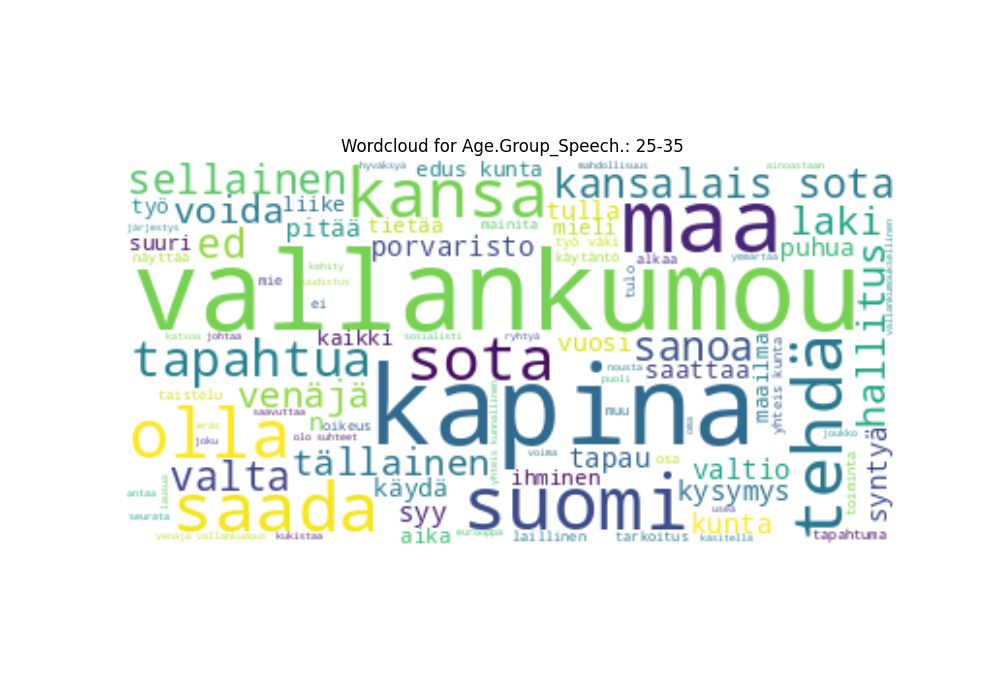 Wordcloud for Age.Group_Speech.: 25-35
hyväksyä
edus kunta
mahdollisuus
ainoastaan
sellainen
kansa
kansalais sota
työ
voida
liike
tulla
maa
laki
järjestys
pitää
tietää
mainita
mieli
suuri
ed
porvaristo
työ väki
puhua
näyttää
käytäntö
alkaa
ymmärtää
vallankumou
kehity
mie
uudistus
tulo
ei
hallitus
vallankumouksellinen
katsoa
johtaa
kaikki
sosialisti
ryhtyä
vuosi
sanoa
maailma
yhteis kunta
tehdä
tapahtua
sota
kapina
nousta
saattaa
puoli
taistelu
venäjä
saavuttaa
n
oikeus
yhteis kunnallinen
muu
oma
olla
eräs
joku
olo suhteet
voima
joukko
syntyä
valta
tällainen
tapau
osa
valtio
toiminta
antaa
lausua
saada
käydä
ihminen
suomi
kysymys
seurata
syy
useä
kunta
venäjä vallankumous
kukistaa
aika
eurooppa
laillinen
tarkoitus
käsitellä
tapahtuma